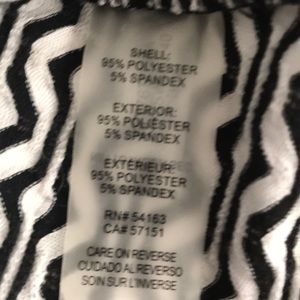 SHELL:
95% POLYESTER
5% SPANDEX
EXTERIOR:
95% POLIÉSTER
5% SPANDEX
EXTÉRIEUR:
95% POLYESTER
5% SPANDEX
RN# 54163
CA# 57151
CARE ON REVERSE
CUIDADO AL REVERSO
SOIN SUR L'INVERSE